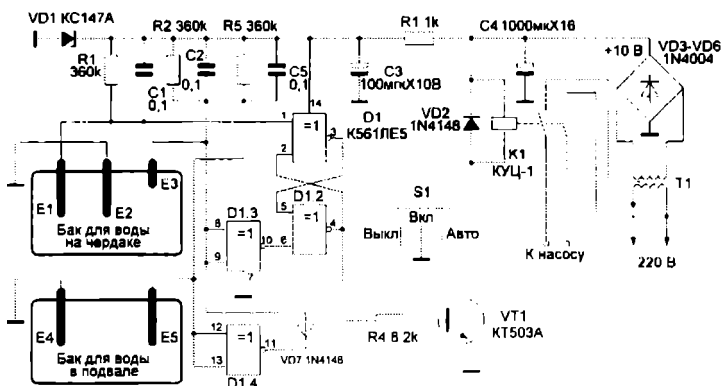 VD1 КС147А
R2 360k
R5 360k
R1 1k
C4 1000мкХ16
VD3-VD6
1N4004
+10 В
R1
360k
C2
C1
0,1
0,1
C5
0,1
C3
100мкХ10В
14
1
=1
3
2
D1
К561ЛЕ5
VD2
1N4148
K1
КУЦ-1
T1
E1
E2
E3
Бак для воды
на чердаке
D1.3
D1.2
5
=1
4
6
8
=1
10
9
7
S1
Вкл
Выкл
Авто
К насосу
220 В
E4
E5
Бак для воды
в подвале
12
=1
11
13
D1.4
VD7 1N4148
R4 8 2k
VT1
КТ503А